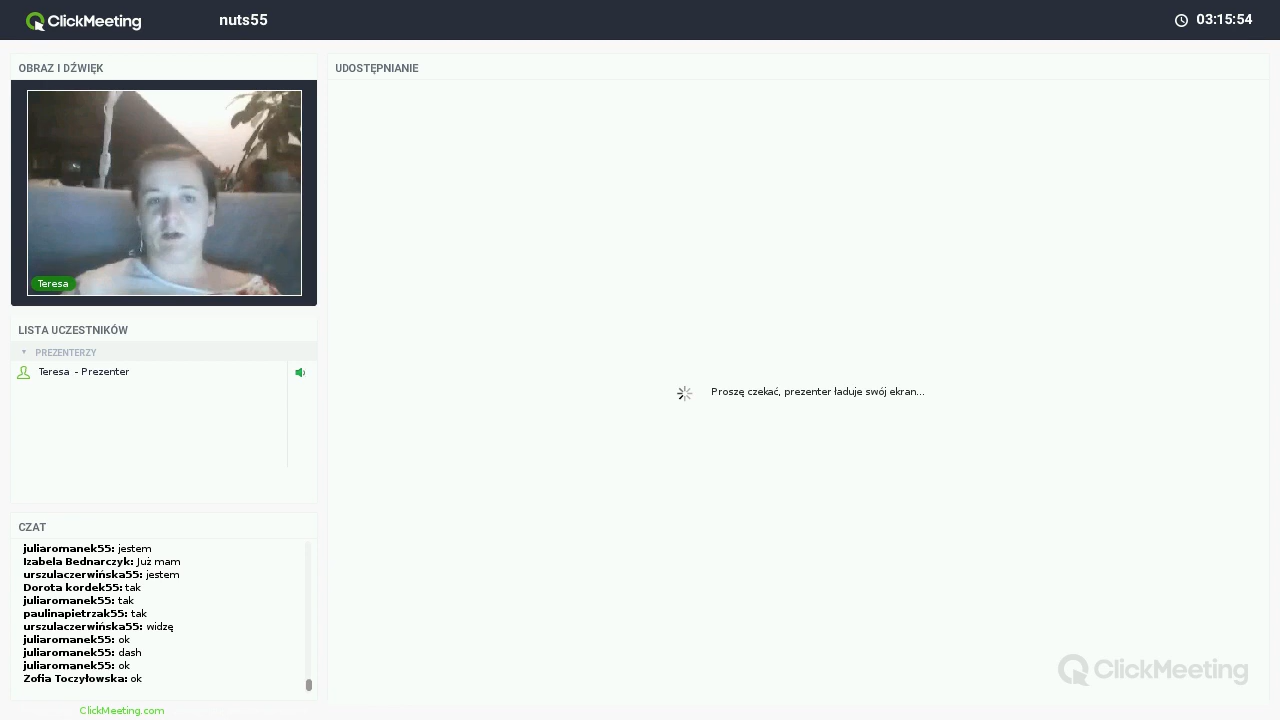 ClickMeeting
nuts55
03:15:54
OBRAZ I DŹWIĘK
Teresa
LISTA UCZESTNIKÓW
PREZENTERZY
Teresa - Prezenter
CZAT
juliaromanek55: jestem
Izabela Bednarczyk: Już mam
urszulaczerwińska55: jestem
Dorota kordek55: tak
juliaromanek55: tak
paulinapietrzak55: tak
urszulaczerwińska55: widzę
juliaromanek55: ok
juliaromanek55: dash
juliaromanek55: ok
Zofia Toczyłowska: ok
ClickMeeting.com
UDOSTĘPNIANIE
Proszę czekać, prezenter ładuje swój ekran...
ClickMeeting